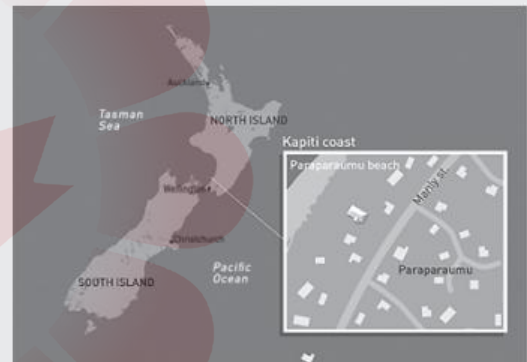 Auckland
Tasman
Sea
NORTH ISLAND
Kapiti coast
Paraparaumu beach
Manly st.
Wellington
Christchurch
Paraparaumu
Pacific
Ocean
SOUTH ISLAND